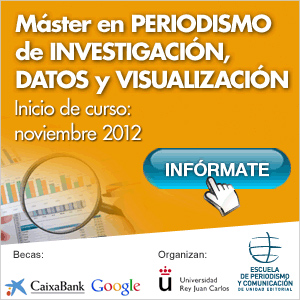 Máster en PERIODISMO
de INVESTIGACIÓN,
DATOS y VISUALIZACIÓN
Inicio de curso:
noviembre 2012
INFÓRMATE
Becas:
Organizan:
CaixaBank
Google
Universidad
Rey Juan Carlos
ESCUELA
DE PERIODISMO
Y COMUNICACIÓN
DE UNIDAD EDITORIAL